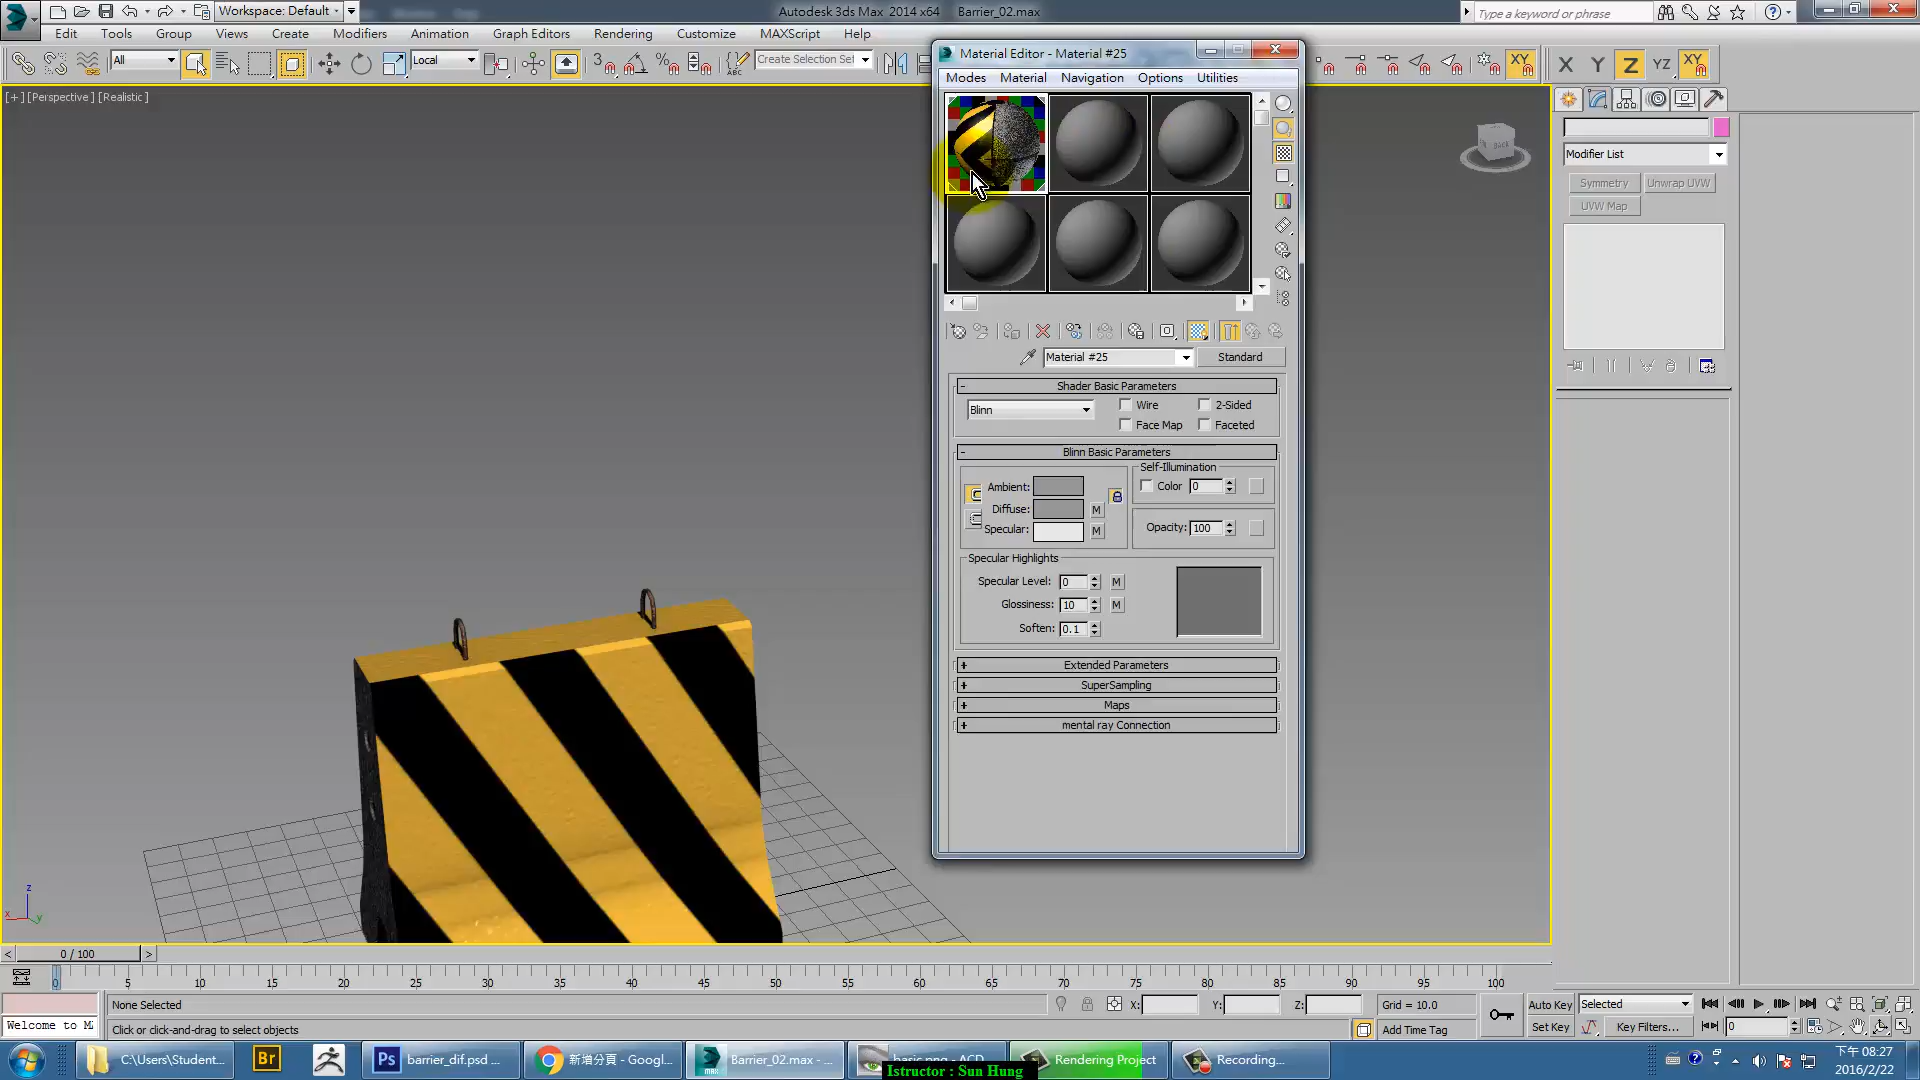 Workspace: Default
Autodesk 3ds Max 2014 x64 Barrier_02.max
Type a keyword or phrase
Edit Tools Group Views Create Modifiers Animation Graph Editors Rendering Customize MAXScript Help
All
Local
Create Selection Set
X Y Z YZ XY
[+] [Perspective] [Realistic]
Material Editor - Material #25
Modes Material Navigation Options Utilities
Material #25
Standard
Shader Basic Parameters
Blinn
Wire
2-Sided
Face Map
Faceted
Blinn Basic Parameters
Self-Illumination
Ambient:
Color 0
Diffuse:
M
Specular:
M
Opacity: 100
Specular Highlights
Specular Level: 0 M
Glossiness: 10 M
Soften: 0.1
Extended Parameters
SuperSampling
Maps
mental ray Connection
BACK
Modifier List
Symmetry
Unwrap UVW
UVW Map
z
x
y
0 / 100
0 5 10 15 20 25 30 35 40 45 50 55 60 65 70 75 80 85 90 95 100
None Selected
X: Y: Z:
Grid = 10.0
Auto Key
Selected
Welcome to M
Click or click-and-drag to select objects
Add Time Tag
Set Key
Key Filters...
0
C:\Users\Student...
Br
Ps barrier_dif.psd ...
新增分頁 - Googl...
Barrier_02.max - ...
basic.png - ACD
Rendering Project
Recording...
Istructor : Sun Hung
下午 08:27
2016/2/22